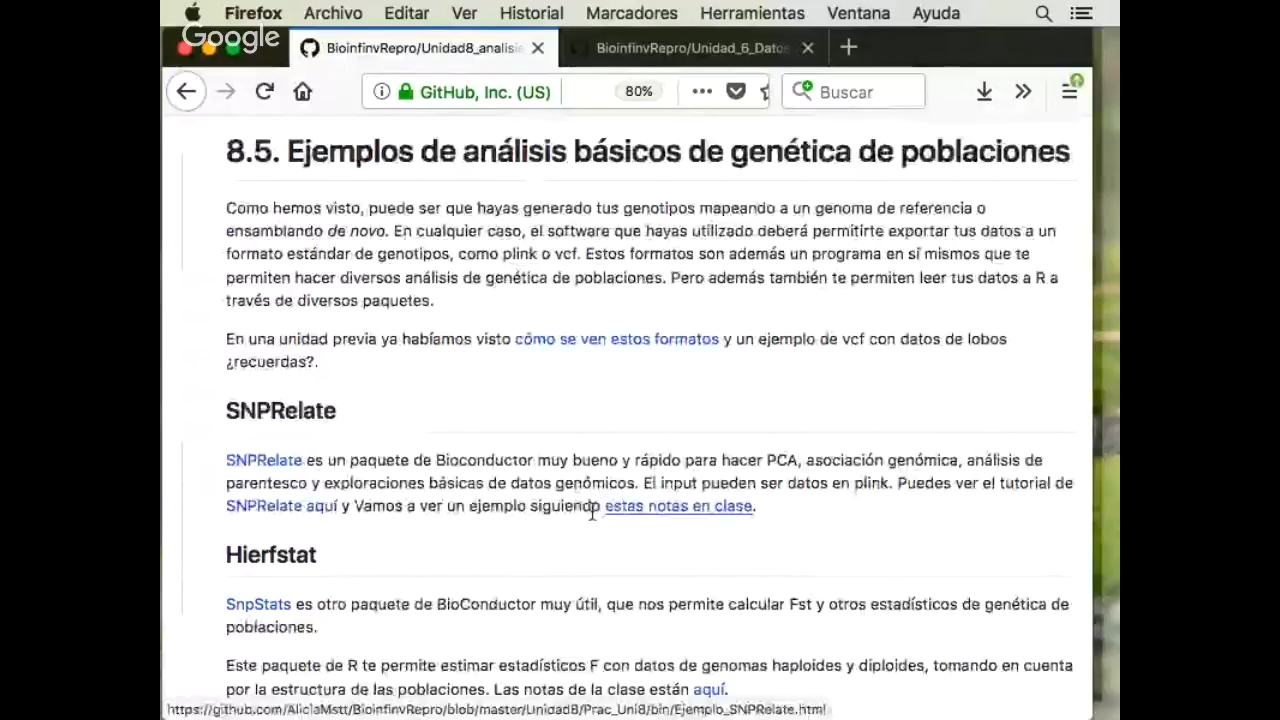 Firefox Archivo Editar Ver Historial Marcadores Herramientas Ventana Ayuda
Google
BioinfinvRepro/Unidad8_analisis
BioinfinvRepro/Unidad_6_Datos
GitHub, Inc. (US)
80%
Buscar
8.5. Ejemplos de análisis básicos de genética de poblaciones
Como hemos visto, puede ser que hayas generado tus genotipos mapeando a un genoma de referencia o
ensamblando de novo. En cualquier caso, el software que hayas utilizado deberá permitirte exportar tus datos a un
formato estándar de genotipos, como plink o vcf. Estos formatos son además un programa en sí mismos que te
permiten hacer diversos análisis de genética de poblaciones. Pero además también te permiten leer tus datos a R a
través de diversos paquetes.
En una unidad previa ya habíamos visto cómo se ven estos formatos y un ejemplo de vcf con datos de lobos
¿recuerdas?.
SNPRelate
SNPRelate es un paquete de Bioconductor muy bueno y rápido para hacer PCA, asociación genómica, análisis de
parentesco y exploraciones básicas de datos genómicos. El input pueden ser datos en plink. Puedes ver el tutorial de
SNPRelate aquí y Vamos a ver un ejemplo siguiendo estas notas en clase.
Hierfstat
SnpStats es otro paquete de BioConductor muy útil, que nos permite calcular Fst y otros estadísticos de genética de
poblaciones.
Este paquete de R te permite estimar estadísticos F con datos de genomas haploides y diploides, tomando en cuenta
por la estructura de las poblaciones. Las notas de la clase están aquí.
https://github.com/AliciaMstt/BioinfinvRepro/blob/master/Unidad8/Prac_Uni8/bin/Ejemplo_SNPRelate.html